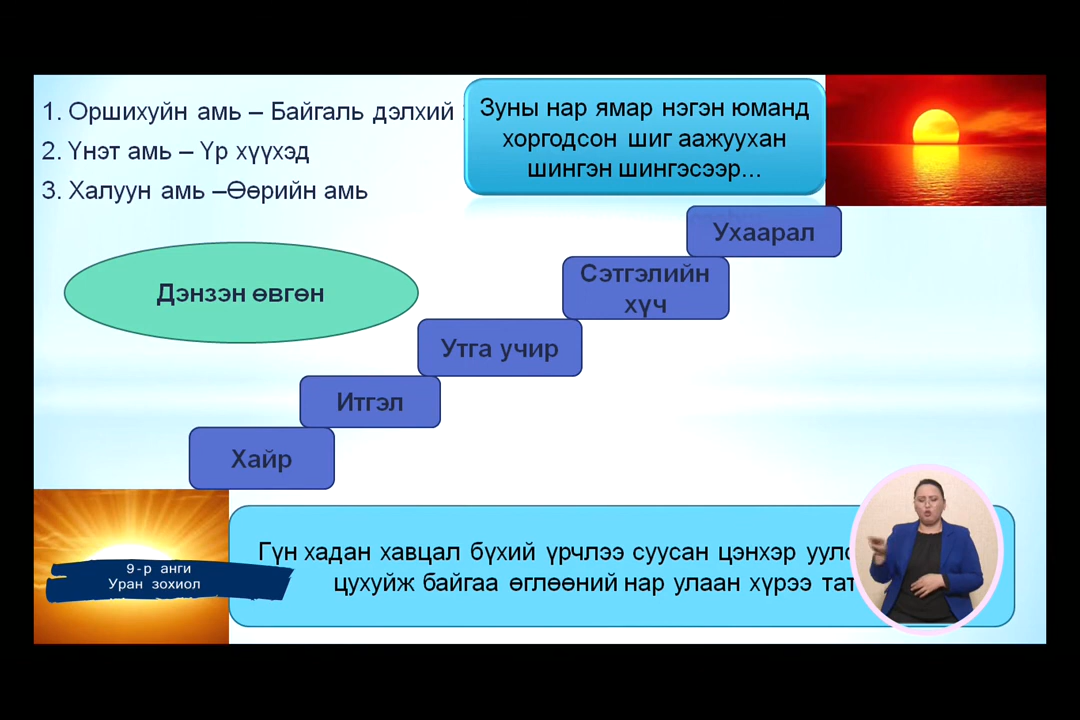 1. Оршихуйн амь – Байгаль дэлхий
2. Үнэт амь – Үр хүүхэд
3. Халуун амь –Өөрийн амь
Зуны нар ямар нэгэн юманд
хоргодсон шиг аажуухан
шингэн шингэсээр...
Ухаарал
Сэтгэлийн
хүч
Дэнзэн өвгөн
Утга учир
Итгэл
Хайр
Гүн хадан хавцал бүхий үрчлээ суусан цэнхэр
цухуйж байгаа өглөөний нар улаан хүрээ
9-р анги
Уран зохиол